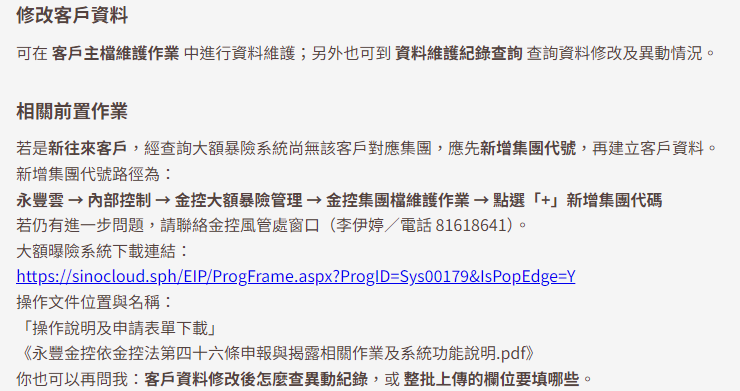 修改客戶資料
可在 客戶主檔維護作業 中進行資料維護；另外也可到 資料維護紀錄查詢 查詢資料修改及異動情況。
相關前置作業
若是新往來客戶，經查詢大額暴險系統尚無該客戶對應集團，應先新增集團代號，再建立客戶資料。
新增集團代號路徑為：
永豐雲 → 內部控制 → 金控大額暴險管理 → 金控集團檔維護作業 → 點選「+」新增集團代碼
若仍有進一步問題，請聯絡金控風管處窗口（李伊婷／電話 81618641）。
大額曝險系統下載連結：
https://sinocloud.sph/EIP/ProgFrame.aspx?ProgID=Sys00179&IsPopEdge=Y
操作文件位置與名稱：
「操作說明及申請表單下載」
《永豐金控依金控法第四十六條申報與揭露相關作業及系統功能說明.pdf》
你也可以再問我：客戶資料修改後怎麼查異動紀錄，或 整批上傳的欄位要填哪些。